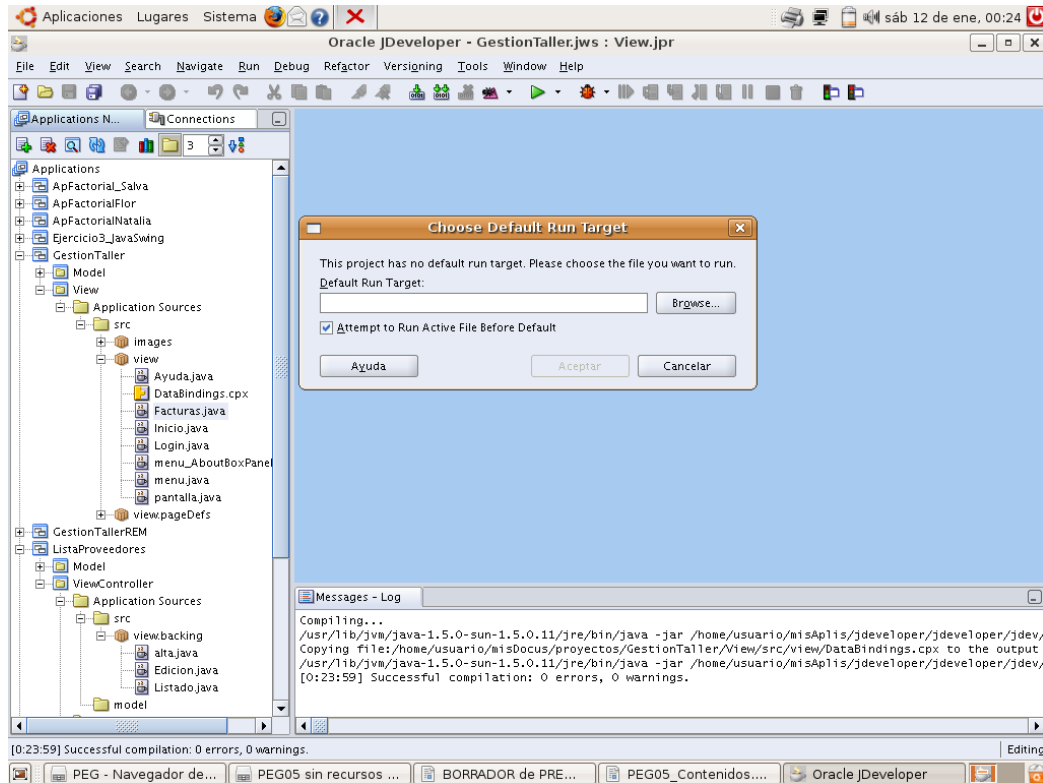 Aplicaciones Lugares Sistema
sáb 12 de ene, 00:24
Oracle JDeveloper - GestionTaller.jws : View.jpr
File Edit View Search Navigate Run Debug Refactor Versioning Tools Window Help
Applications N... Connections
3
Applications
ApFactorial_Salva
ApFactorialFlor
ApFactorialNatalia
Ejercicio3_JavaSwing
GestionTaller
Model
View
Application Sources
src
images
view
Ayuda.java
DataBindings.cpx
Facturas.java
Inicio.java
Login.java
menu_AboutBoxPanel
menu.java
pantalla.java
view.pageDefs
GestionTallerREM
ListaProveedores
Model
ViewController
Application Sources
src
view.backing
alta.java
Edicion.java
Listado.java
model
Choose Default Run Target
This project has no default run target. Please choose the file you want to run.
Default Run Target:
Browse...
Attempt to Run Active File Before Default
Ayuda Aceptar Cancelar
Messages - Log
Compiling...
/usr/lib/jvm/java-1.5.0-sun-1.5.0.11/jre/bin/java -jar /home/usuario/misAplis/jdeveloper/jdeveloper/jdev/
Copying file:/home/usuario/misDocus/proyectos/GestionTaller/View/src/view/DataBindings.cpx to the output
/usr/lib/jvm/java-1.5.0-sun-1.5.0.11/jre/bin/java -jar /home/usuario/misAplis/jdeveloper/jdeveloper/jdev/
[0:23:59] Successful compilation: 0 errors, 0 warnings.
[0:23:59] Successful compilation: 0 errors, 0 warnings.
Editing
PEG - Navegador de... PEG05 sin recursos ... BORRADOR de PRE... PEG05_Contenidos.... Oracle JDeveloper